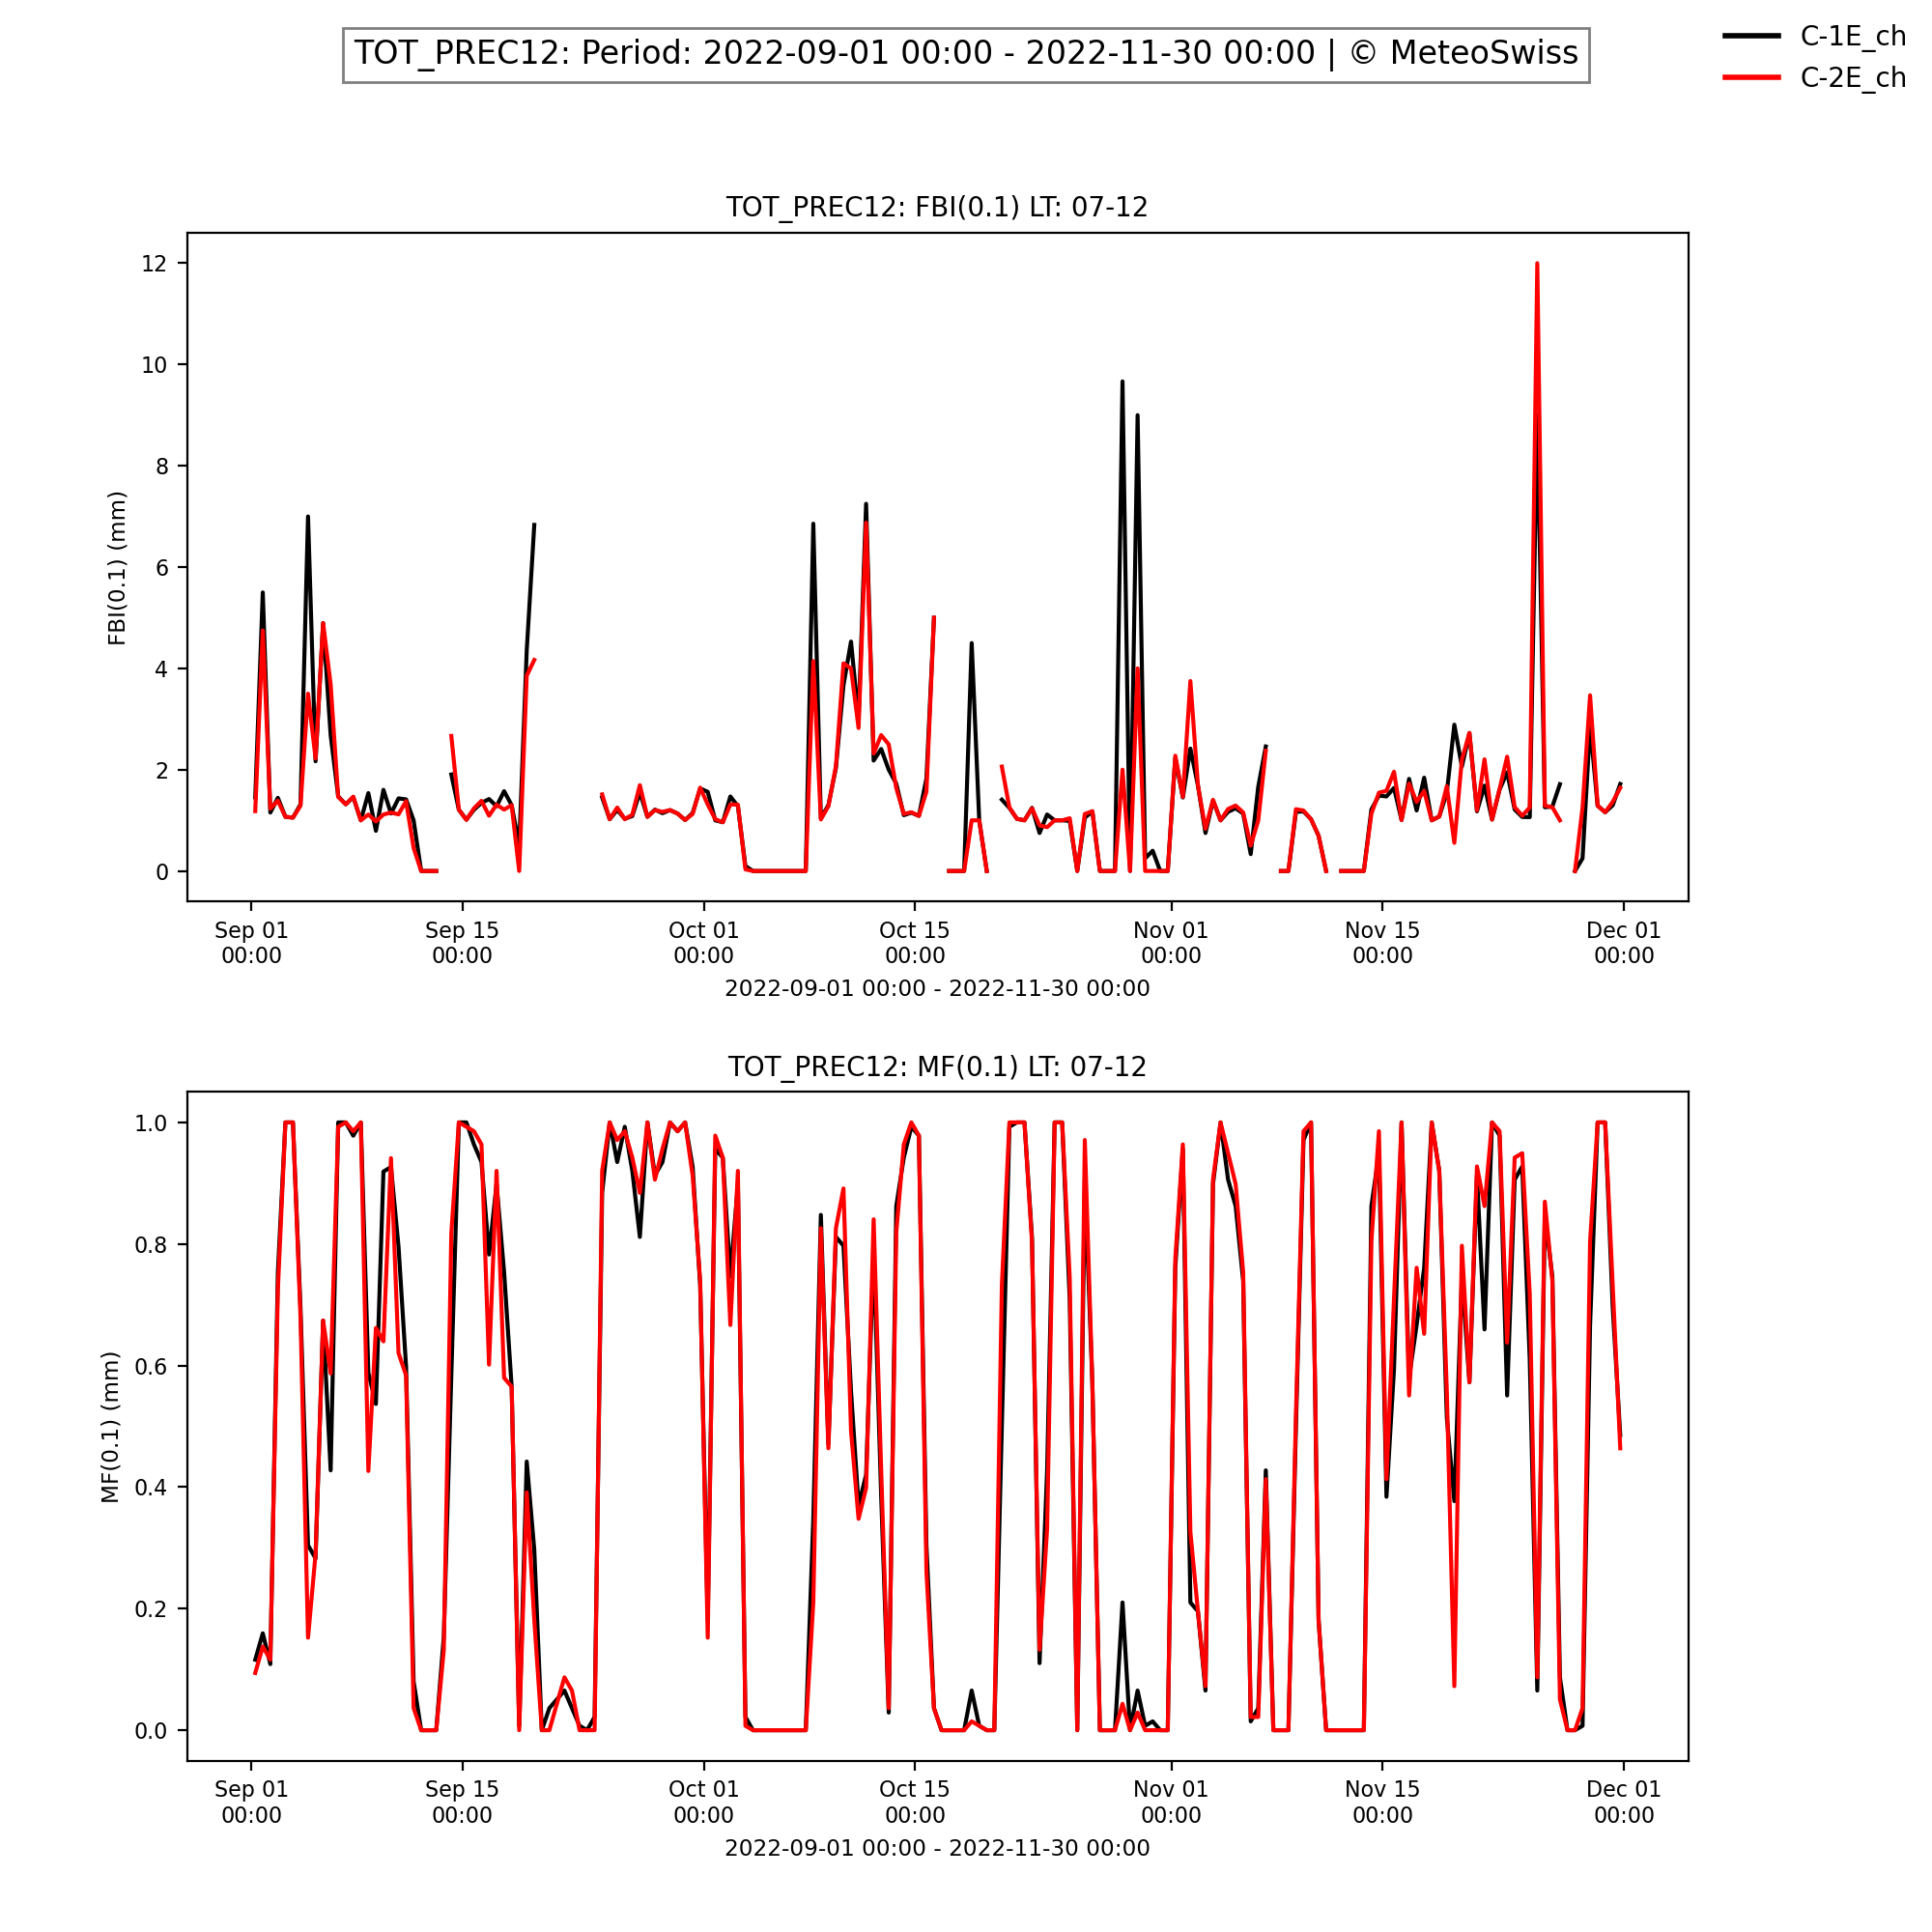 TOT_PREC12: Period: 2022-09-01 00:00 - 2022-11-30 00:00 | © MeteoSwiss
C-1E_ch
C-2E_ch
TOT_PREC12: FBI(0.1) LT: 07-12
FBI(0.1) (mm)
12
10
8
6
4
2
0
Sep 01 Sep 15 Oct 01 Oct 15 Nov 01 Nov 15 Dec 01
00:00 00:00 00:00 00:00 00:00 00:00 00:00
2022-09-01 00:00 - 2022-11-30 00:00
TOT_PREC12: MF(0.1) LT: 07-12
MF(0.1) (mm)
1.0
0.8
0.6
0.4
0.2
0.0
Sep 01 Sep 15 Oct 01 Oct 15 Nov 01 Nov 15 Dec 01
00:00 00:00 00:00 00:00 00:00 00:00 00:00
2022-09-01 00:00 - 2022-11-30 00:00